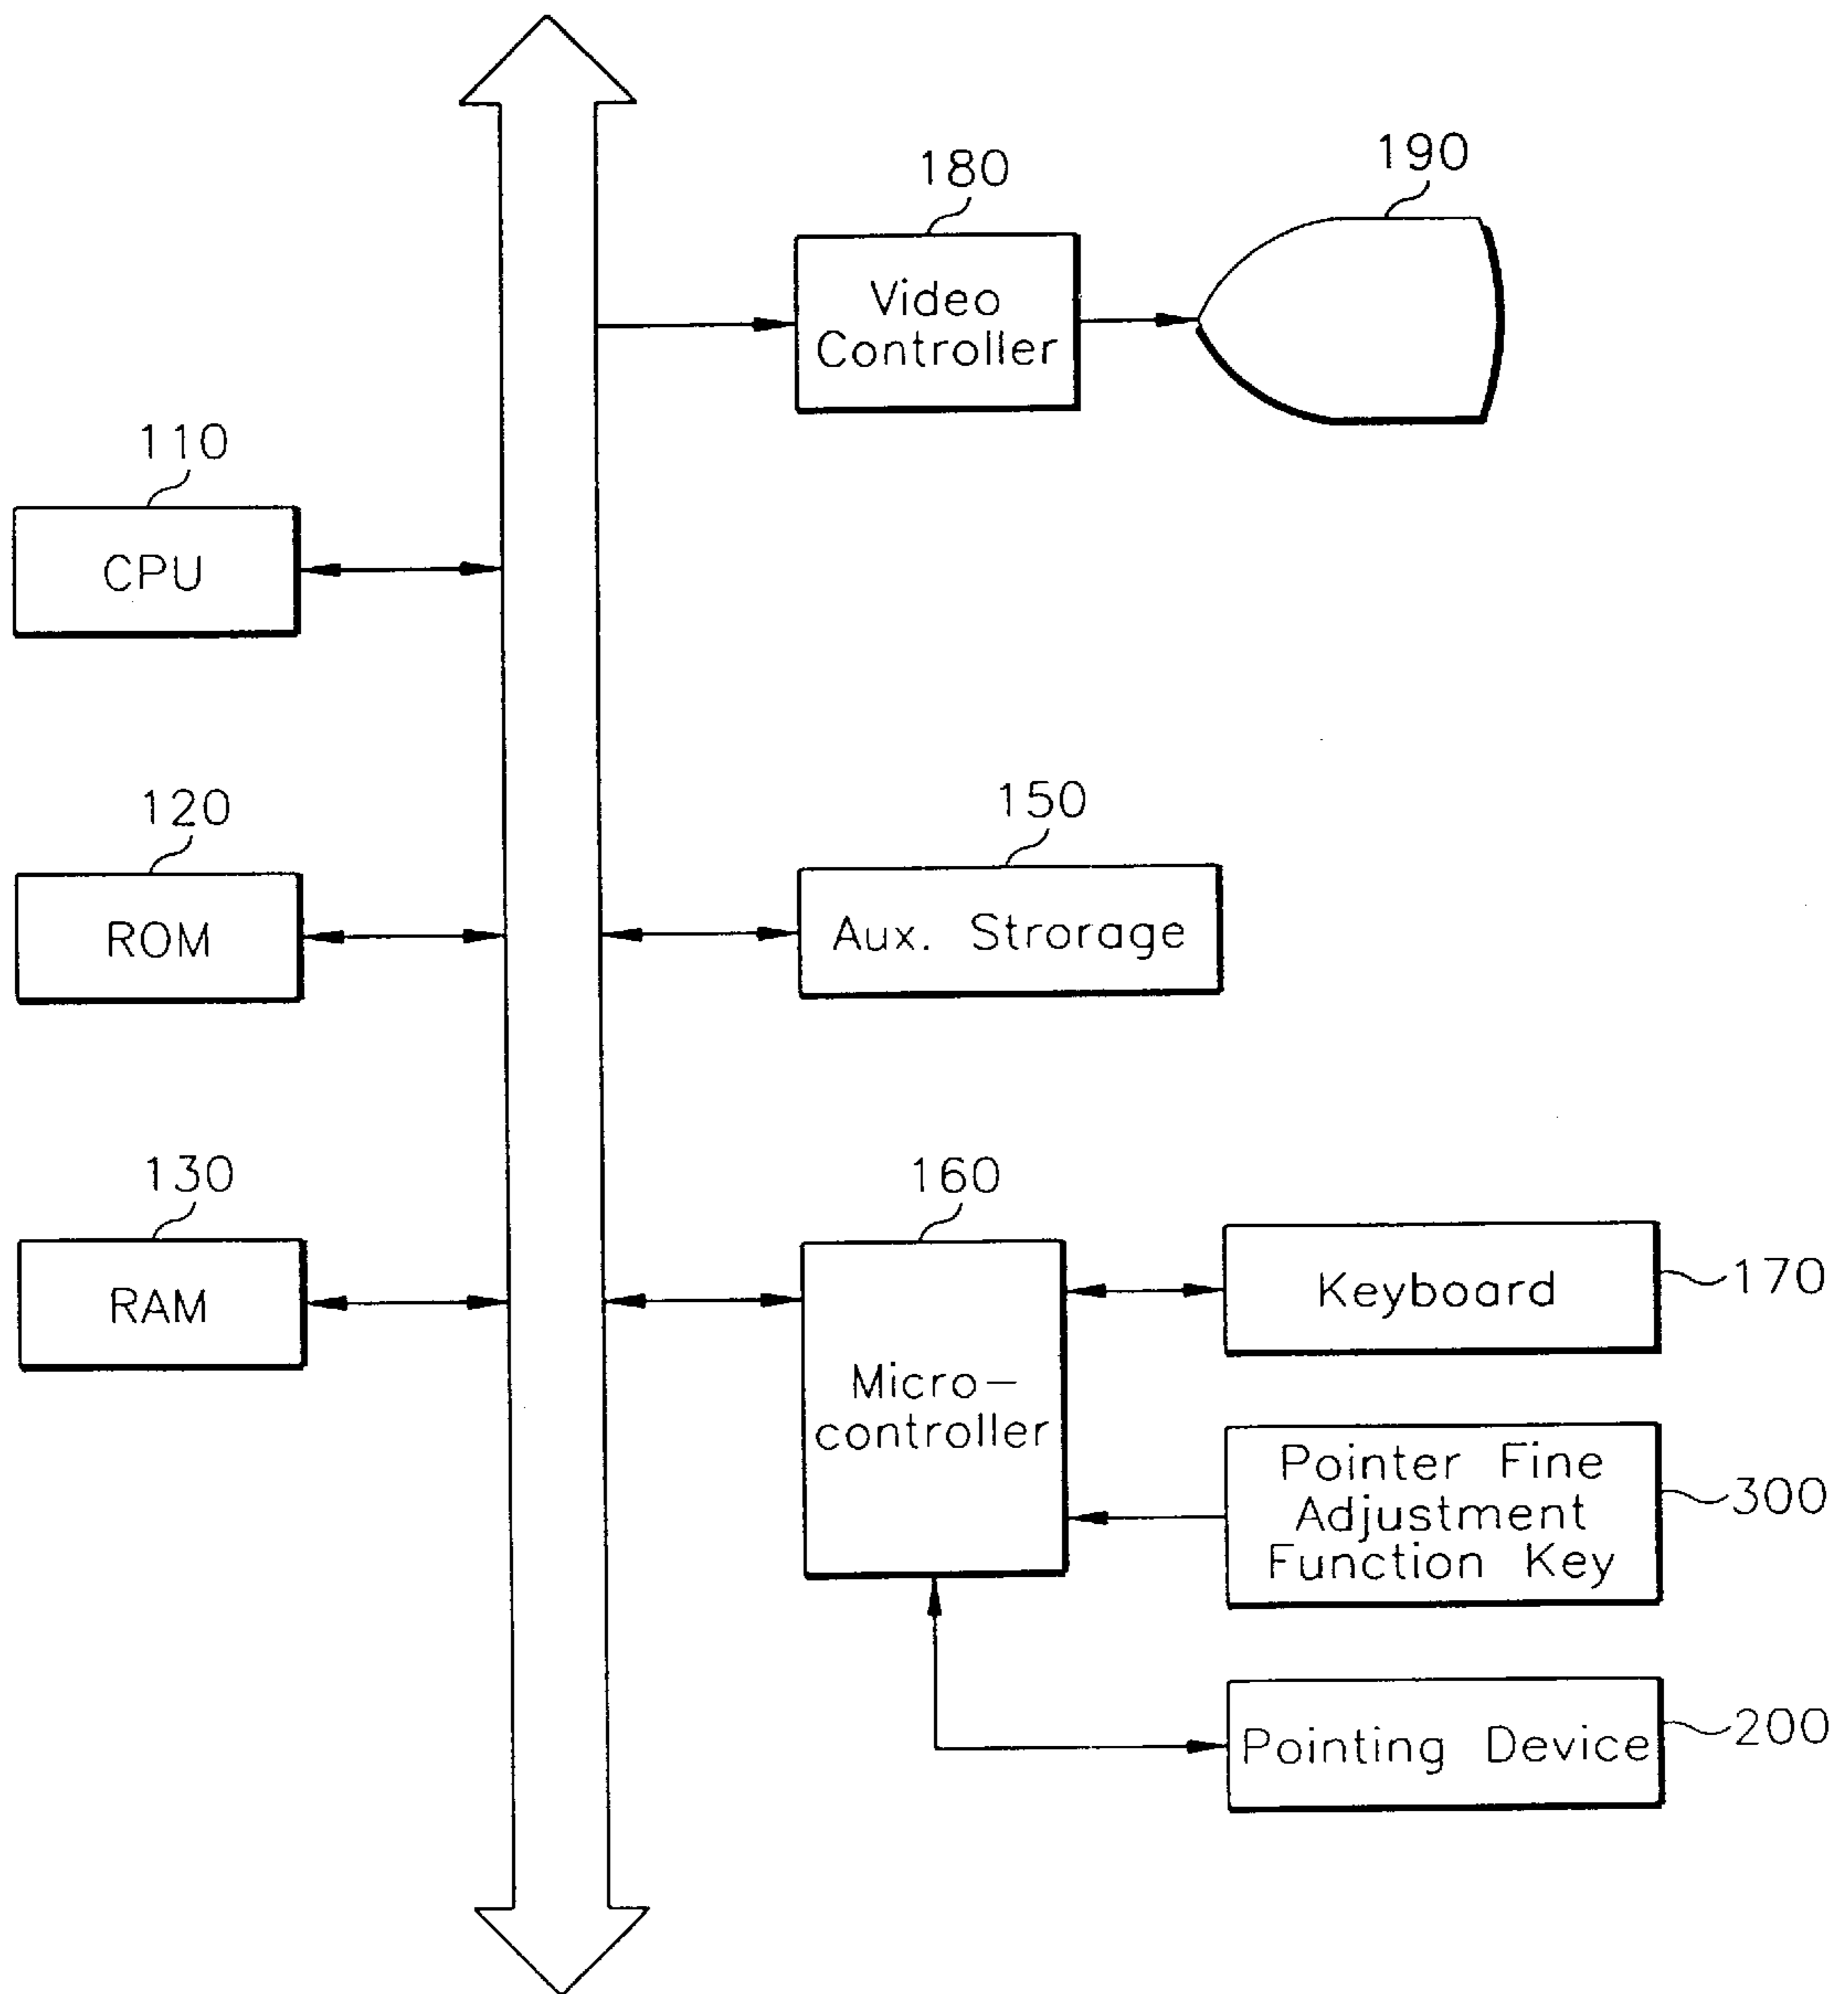 180
190
Video
Controller
110
CPU
120
ROM
150
Aux. Strorage
130
RAM
160
Micro-
controller
Keyboard
170
Pointer Fine
Adjustment
Function Key
300
Pointing Device
200